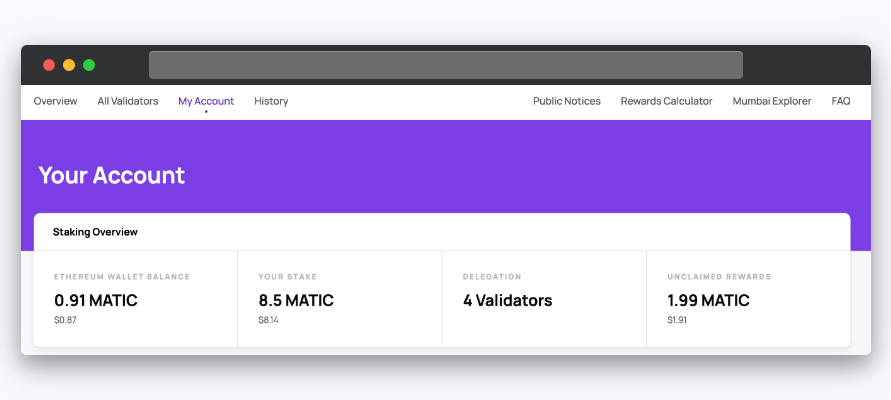 Overview All Validators My Account History Public Notices Rewards Calculator Mumbai Explorer FAQ
Your Account
Staking Overview
ETHEREUM WALLET BALANCE YOUR STAKE DELEGATION UNCLAIMED REWARDS
0.91 MATIC 8.5 MATIC 4 Validators 1.99 MATIC
$0.87 $8.14 $1.91